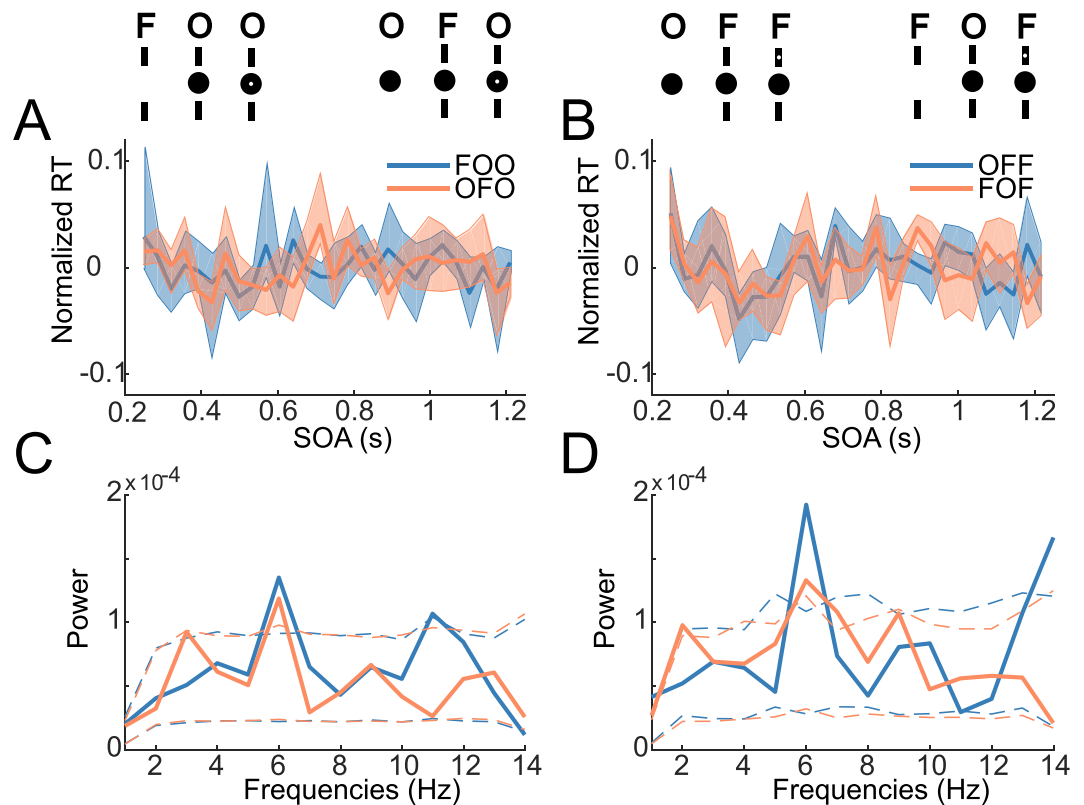 F O O
O F O
O F F
F O F
A
B
0.1
0
-0.1
Normalized RT
FOO
OFO
0.2 0.4 0.6 0.8 1 1.2
SOA (s)
0.1
0
-0.1
Normalized RT
OFF
FOF
0.2 0.4 0.6 0.8 1 1.2
SOA (s)
C
D
×10-4
2
1
0
Power
2 4 6 8 10 12 14
Frequencies (Hz)
×10-4
2
1
0
Power
2 4 6 8 10 12 14
Frequencies (Hz)